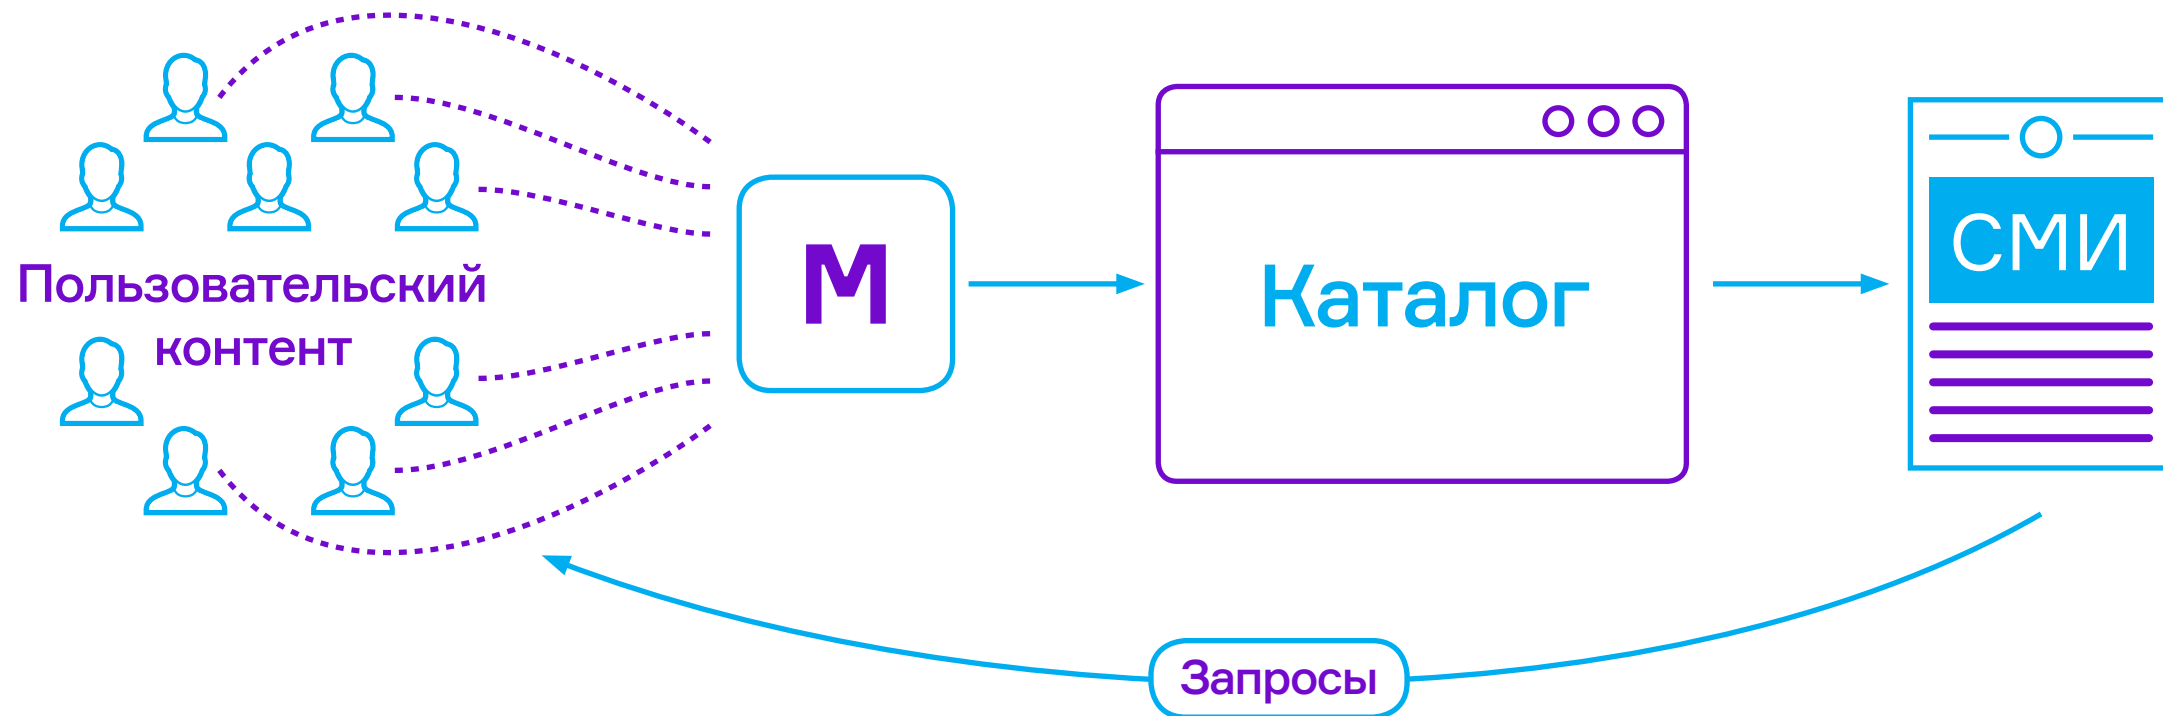 Пользовательский
контент
М
Каталог
СМИ
Запросы